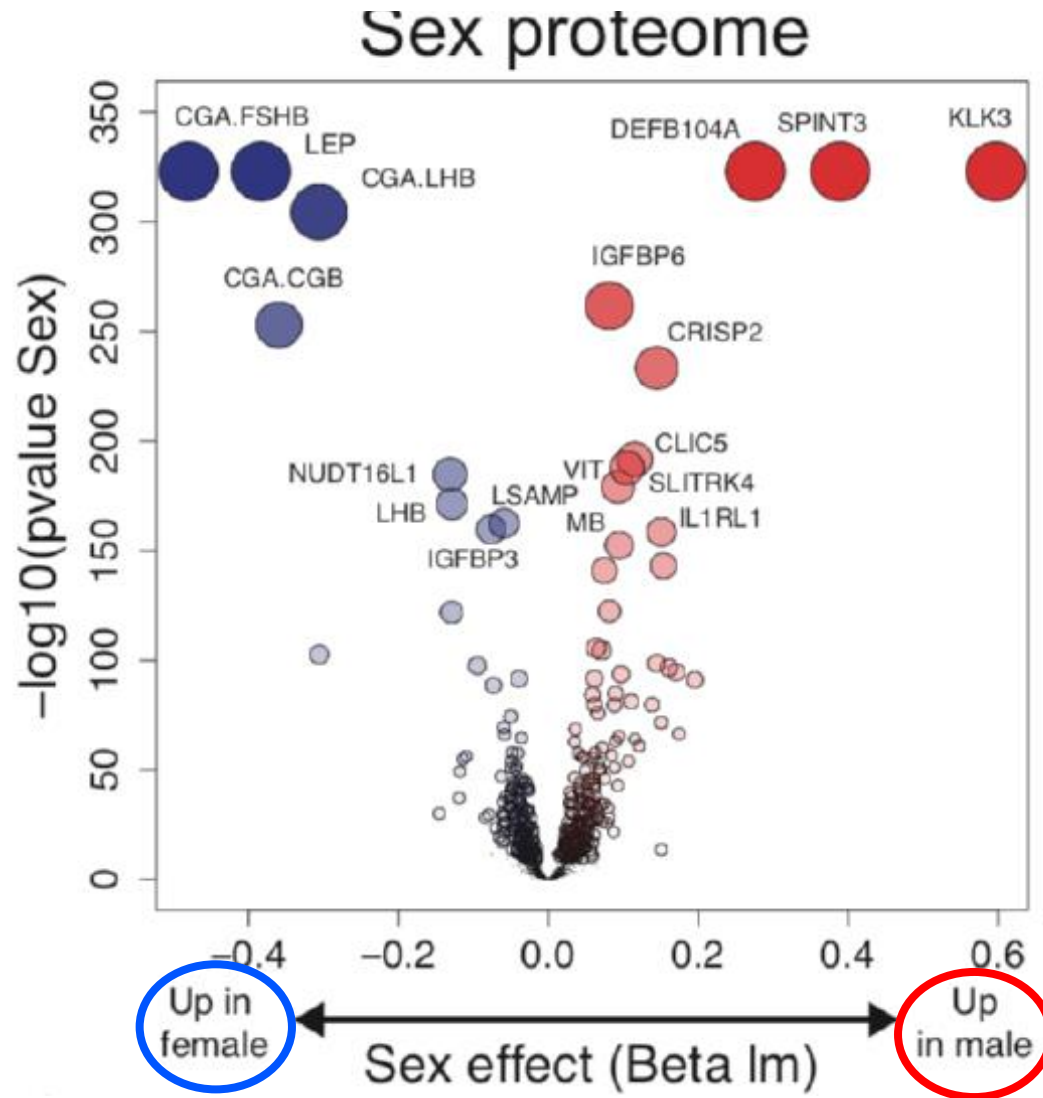 Sex proteome
−log10(pvalue Sex)
350
300
250
200
150
100
50
0
CGA.FSHB
LEP
CGA.LHB
CGA.CGB
DEFB104A
SPINT3
KLK3
IGFBP6
CRISP2
CLIC5
VIT
SLITRK4
NUDT16L1
LSAMP
LHB
MB
IL1RL1
IGFBP3
−0.4
−0.2
0.0
0.2
0.4
0.6
Up in
female
Sex effect (Beta lm)
Up
in male